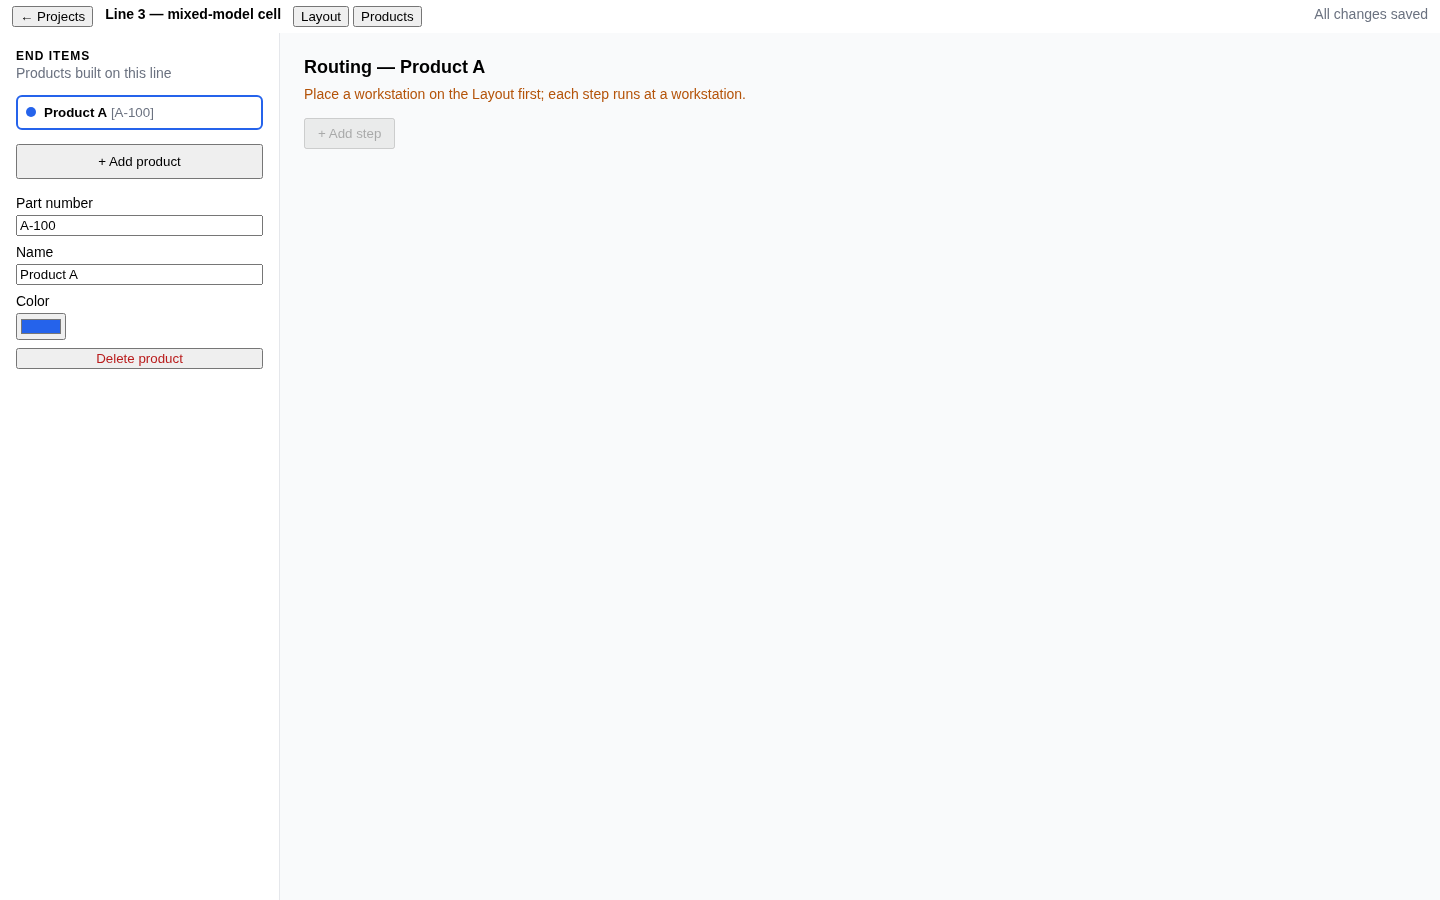 ← Projects
Line 3 — mixed-model cell
Layout
Products
All changes saved
END ITEMS
Products built on this line
Product A [A-100]
+ Add product
Part number
A-100
Name
Product A
Color
Delete product
Routing — Product A
Place a workstation on the Layout first; each step runs at a workstation.
+ Add step